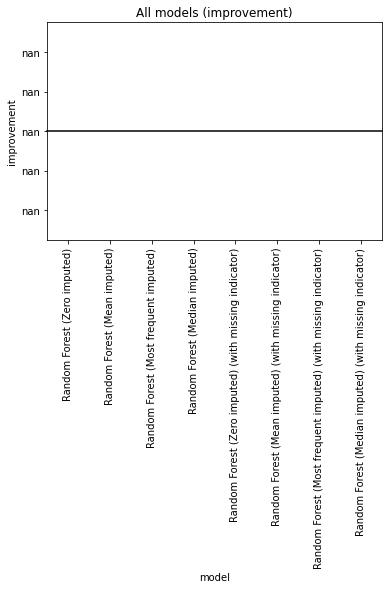 All models (improvement)
improvement
nan
nan
nan
nan
nan
Random Forest (Zero imputed)
Random Forest (Mean imputed)
Random Forest (Most frequent imputed)
Random Forest (Median imputed)
Random Forest (Zero imputed) (with missing indicator)
Random Forest (Mean imputed) (with missing indicator)
Random Forest (Most frequent imputed) (with missing indicator)
Random Forest (Median imputed) (with missing indicator)
model